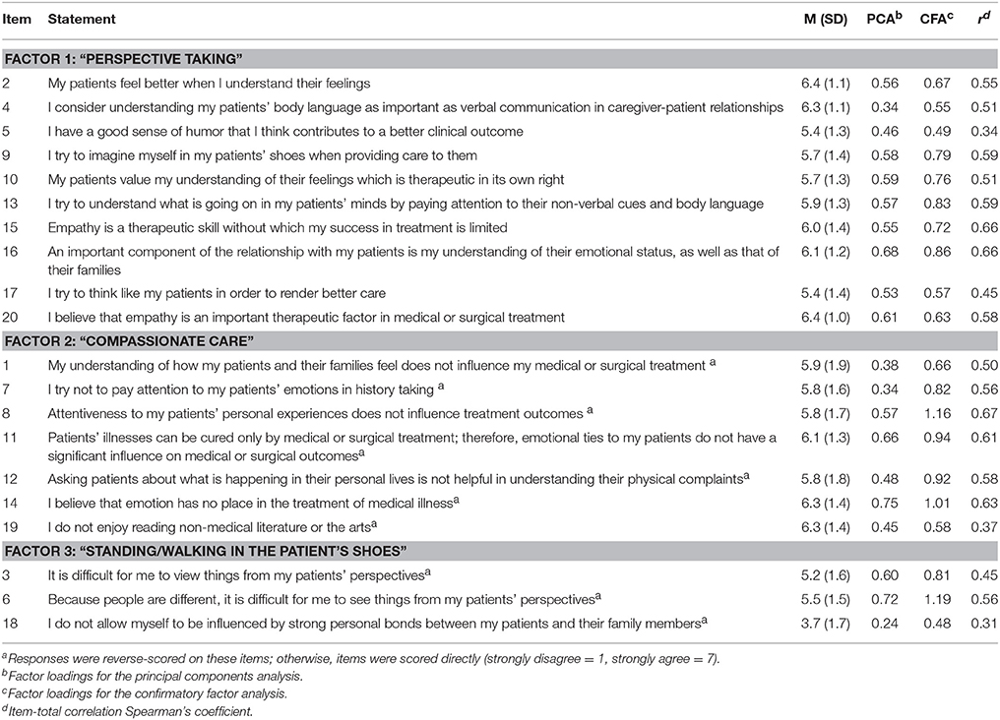 Item Statement M (SD) PCAb CFAc rd
FACTOR 1: “PERSPECTIVE TAKING”
2 My patients feel better when I understand their feelings 6.4 (1.1) 0.56 0.67 0.55
4 I consider understanding my patients’ body language as important as verbal communication in caregiver-patient relationships 6.3 (1.1) 0.34 0.55 0.51
5 I have a good sense of humor that I think contributes to a better clinical outcome 5.4 (1.3) 0.46 0.49 0.34
9 I try to imagine myself in my patients’ shoes when providing care to them 5.7 (1.4) 0.58 0.79 0.59
10 My patients value my understanding of their feelings which is therapeutic in its own right 5.7 (1.3) 0.59 0.76 0.51
13 I try to understand what is going on in my patients’ minds by paying attention to their non-verbal cues and body language 5.9 (1.3) 0.57 0.83 0.59
15 Empathy is a therapeutic skill without which my success in treatment is limited 6.0 (1.4) 0.55 0.72 0.66
16 An important component of the relationship with my patients is my understanding of their emotional status, as well as that of 6.1 (1.2) 0.68 0.86 0.66
their families
17 I try to think like my patients in order to render better care 5.4 (1.4) 0.53 0.57 0.45
20 I believe that empathy is an important therapeutic factor in medical or surgical treatment 6.4 (1.0) 0.61 0.63 0.58
FACTOR 2: “COMPASSIONATE CARE”
1 My understanding of how my patients and their families feel does not influence my medical or surgical treatment a 5.9 (1.9) 0.38 0.66 0.50
7 I try not to pay attention to my patients’ emotions in history taking a 5.8 (1.6) 0.34 0.82 0.56
8 Attentiveness to my patients’ personal experiences does not influence treatment outcomes a 5.8 (1.7) 0.57 1.16 0.67
11 Patients’ illnesses can be cured only by medical or surgical treatment; therefore, emotional ties to my patients do not have a 6.1 (1.3) 0.66 0.94 0.61
significant influence on medical or surgical outcomesa
12 Asking patients about what is happening in their personal lives is not helpful in understanding their physical complaintsa 5.8 (1.8) 0.48 0.92 0.58
14 I believe that emotion has no place in the treatment of medical illnessa 6.3 (1.4) 0.75 1.01 0.63
19 I do not enjoy reading non-medical literature or the artsa 6.3 (1.4) 0.45 0.58 0.37
FACTOR 3: “STANDING/WALKING IN THE PATIENT’S SHOES”
3 It is difficult for me to view things from my patients’ perspectivesa 5.2 (1.6) 0.60 0.81 0.45
6 Because people are different, it is difficult for me to see things from my patients’ perspectivesa 5.5 (1.5) 0.72 1.19 0.56
18 I do not allow myself to be influenced by strong personal bonds between my patients and their family membersa 3.7 (1.7) 0.24 0.48 0.31
aResponses were reverse-scored on these items; otherwise, items were scored directly (strongly disagree = 1, strongly agree = 7).
bFactor loadings for the principal components analysis.
cFactor loadings for the confirmatory factor analysis.
dItem-total correlation Spearman’s coefficient.